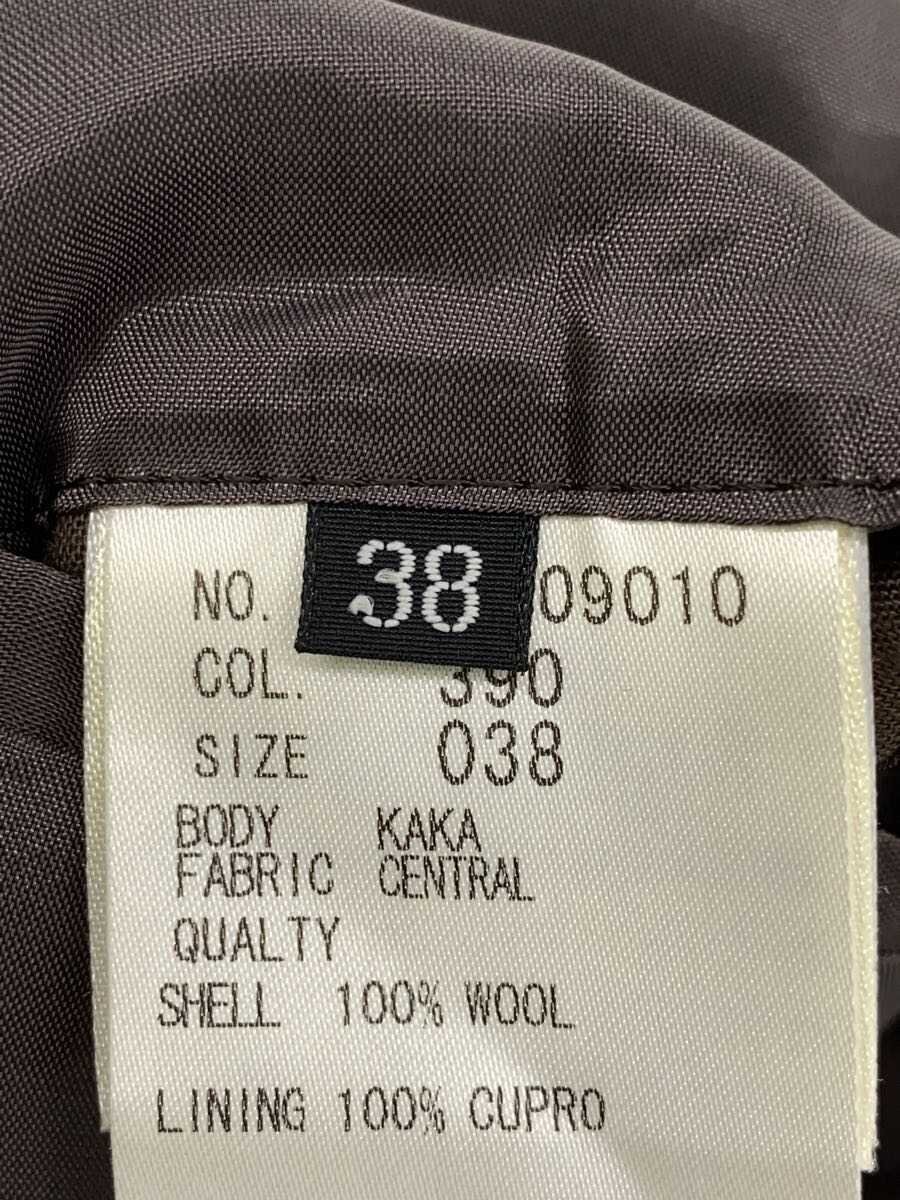 38
NO. 09010
COL. 390
SIZE 038
BODY KAKA
FABRIC CENTRAL
QUALTY
SHELL 100% WOOL
LINING 100% CUPRO